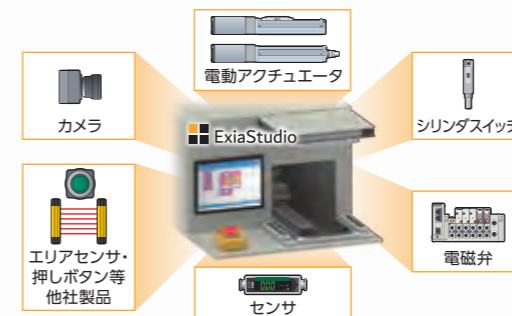 電動アクチュエータ
カメラ
シリンダスイッチ
ExiaStudio
エリアセンサ・
押しボタン等
他社製品
電磁弁
センサ